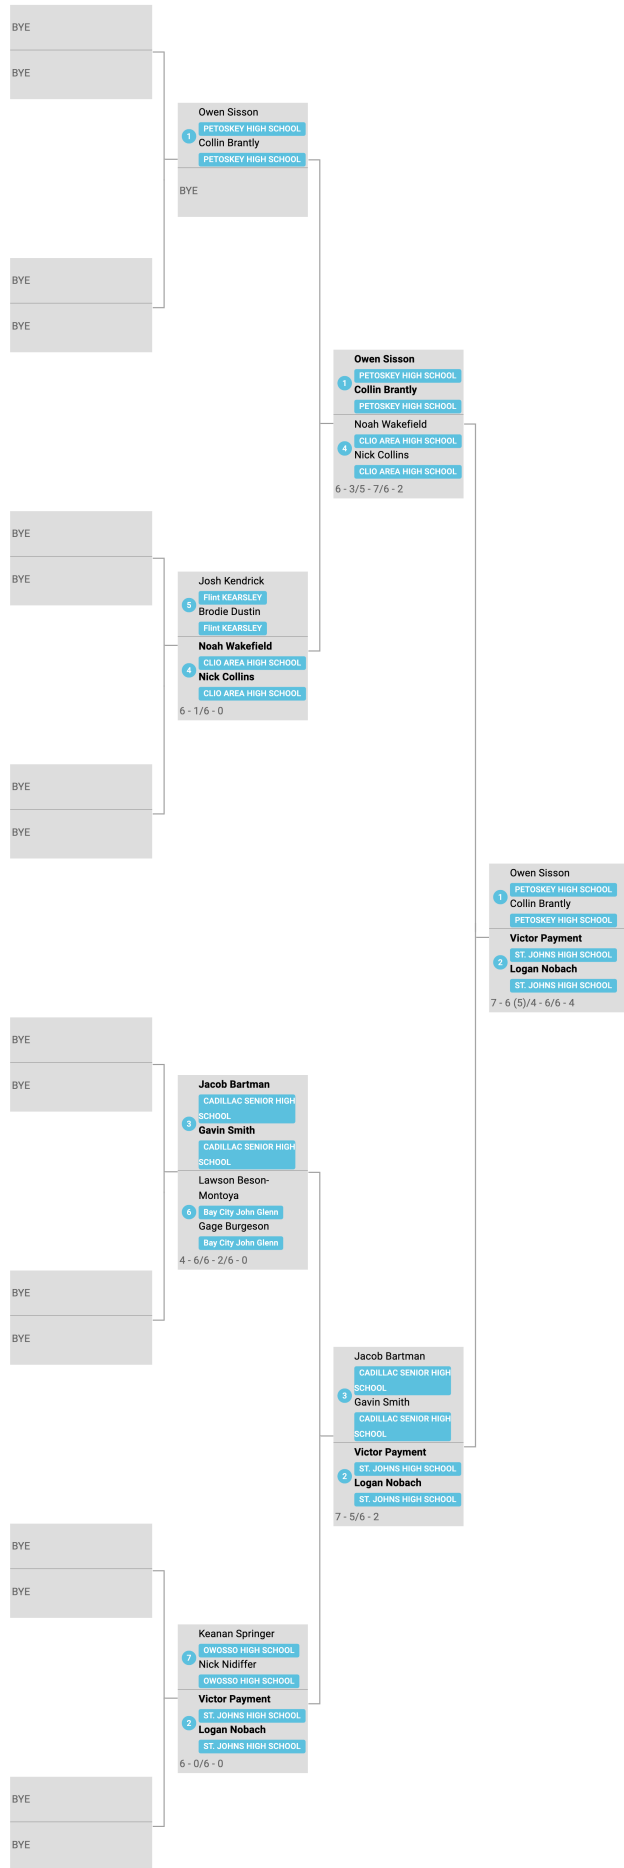 BYE
BYE
Owen Sisson
1
PETOSKEY HIGH SCHOOL
Collin Brantly
PETOSKEY HIGH SCHOOL
BYE
BYE
BYE
Owen Sisson
1
PETOSKEY HIGH SCHOOL
Collin Brantly
PETOSKEY HIGH SCHOOL
Noah Wakefield
4
CLIO AREA HIGH SCHOOL
Nick Collins
CLIO AREA HIGH SCHOOL
6 - 3/5 - 7/6 - 2
BYE
BYE
Josh Kendrick
5
Flint KEARSLEY
Brodie Dustin
Flint KEARSLEY
Noah Wakefield
4
CLIO AREA HIGH SCHOOL
Nick Collins
CLIO AREA HIGH SCHOOL
6 - 1/6 - 0
BYE
BYE
Owen Sisson
1
PETOSKEY HIGH SCHOOL
Collin Brantly
PETOSKEY HIGH SCHOOL
Victor Payment
2
ST. JOHNS HIGH SCHOOL
Logan Nobach
ST. JOHNS HIGH SCHOOL
7 - 6 (5)/4 - 6/6 - 4
BYE
BYE
Jacob Bartman
3
CADILLAC SENIOR HIGH
SCHOOL
Gavin Smith
CADILLAC SENIOR HIGH
SCHOOL
Lawson Beson-
Montoya
6
Bay City John Glenn
Gage Burgeson
Bay City John Glenn
4 - 6/6 - 2/6 - 0
BYE
BYE
Jacob Bartman
3
CADILLAC SENIOR HIGH
SCHOOL
Gavin Smith
CADILLAC SENIOR HIGH
SCHOOL
Victor Payment
2
ST. JOHNS HIGH SCHOOL
Logan Nobach
ST. JOHNS HIGH SCHOOL
7 - 5/6 - 2
BYE
BYE
Keanan Springer
7
OWOSSO HIGH SCHOOL
Nick Nidiffer
OWOSSO HIGH SCHOOL
Victor Payment
2
ST. JOHNS HIGH SCHOOL
Logan Nobach
ST. JOHNS HIGH SCHOOL
6 - 0/6 - 0
BYE
BYE